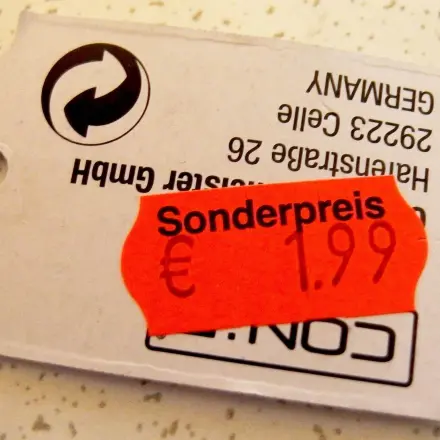 Sonderpreis
€ 1.99
GmbH
Hafenstraße 26
29223 Celle
GERMANY